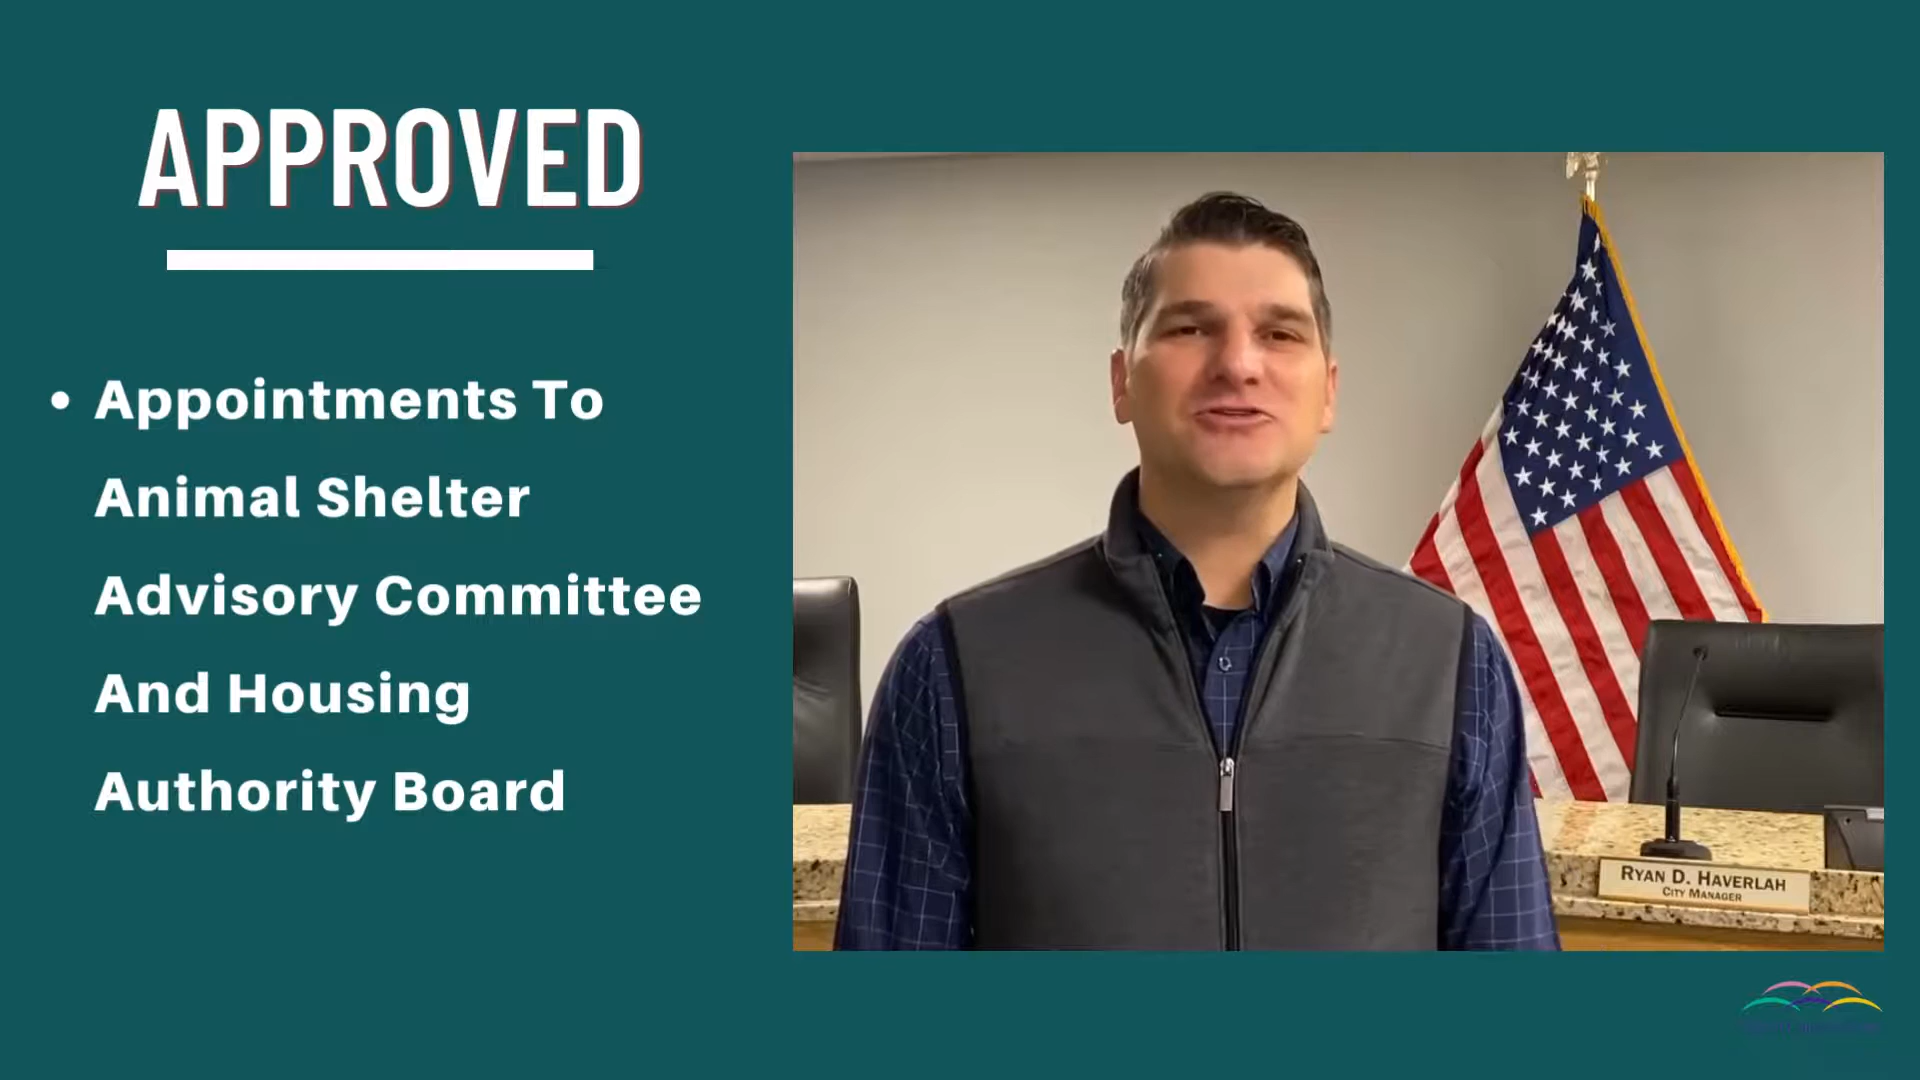 APPROVED
• Appointments To
Animal Shelter
Advisory Committee
And Housing
Authority Board
RYAN D. HAVERLAH
CITY MANAGER